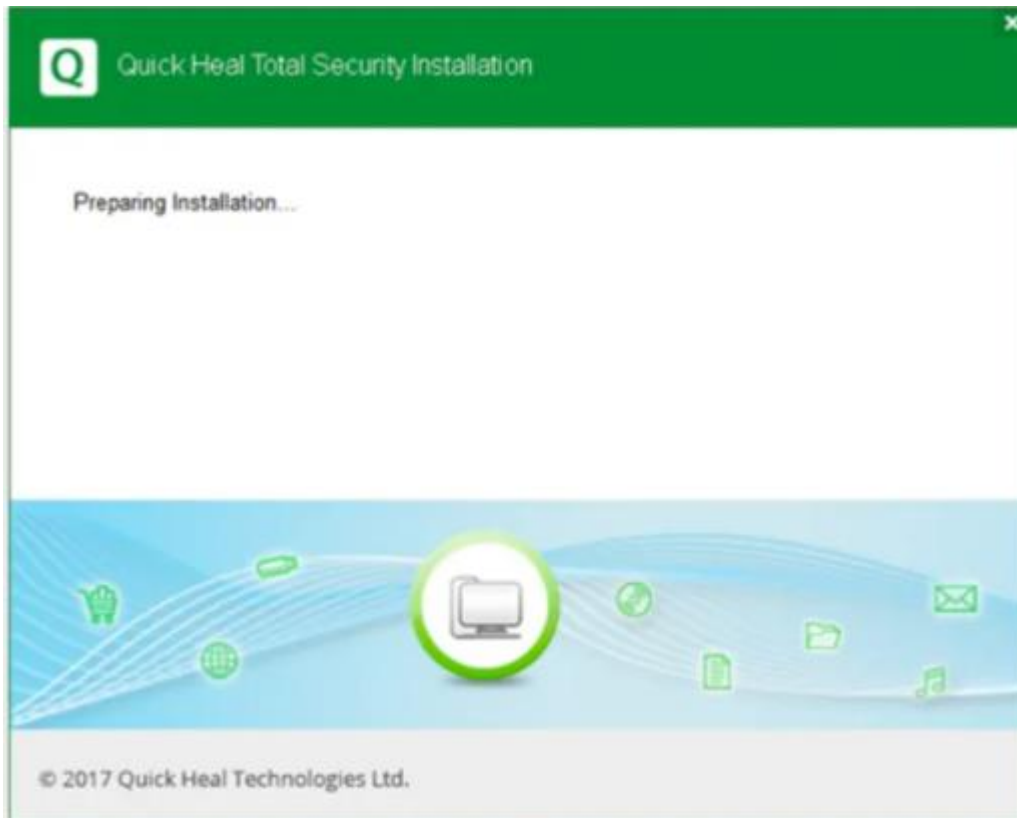 Q Quick Heal Total Security Installation
Preparing Installation...
© 2017 Quick Heal Technologies Ltd.